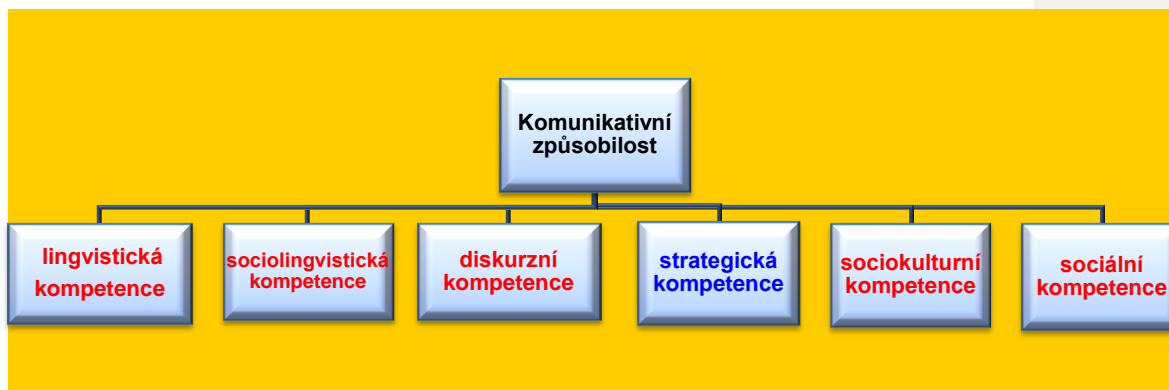 Komunikativní
způsobilost
lingvistická
kompetence
sociolingvistická
kompetence
diskurzní
kompetence
strategická
kompetence
sociokulturní
kompetence
sociální
kompetence